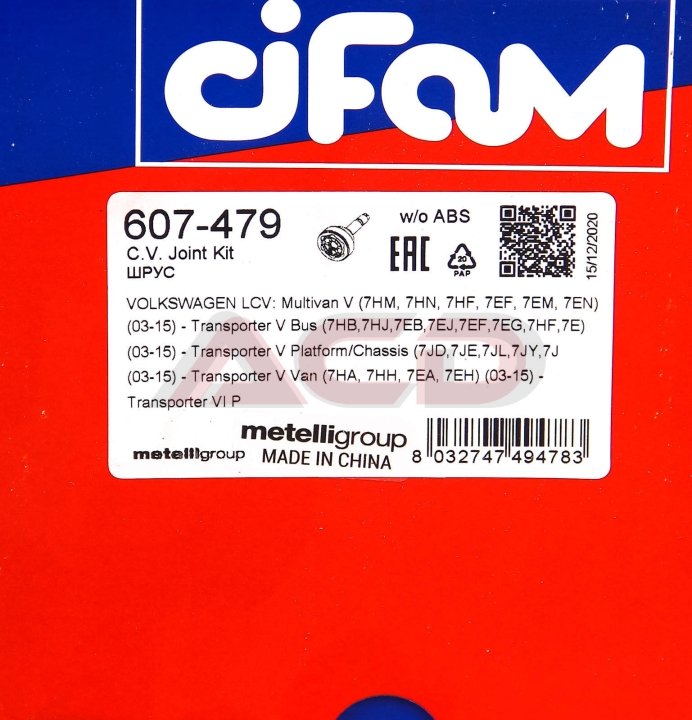 cifam
607-479
w/o ABS
C.V. Joint Kit
ШРУС
EAC
20
PAP
15/12/2020
VOLKSWAGEN LCV: Multivan V (7HM, 7HN, 7HF, 7EF, 7EM, 7EN)
(03-15) - Transporter V Bus (7HB,7HJ,7EB,7EJ,7EF,7EG,7HF,7E)
(03-15) - Transporter V Platform/Chassis (7JD,7JE,7JL,7JY,7J
(03-15) - Transporter V Van (7HA, 7HH, 7EA, 7EH) (03-15) -
Transporter VI P
ACD
metelligroup
metelligroup
MADE IN CHINA
8 032747 494783